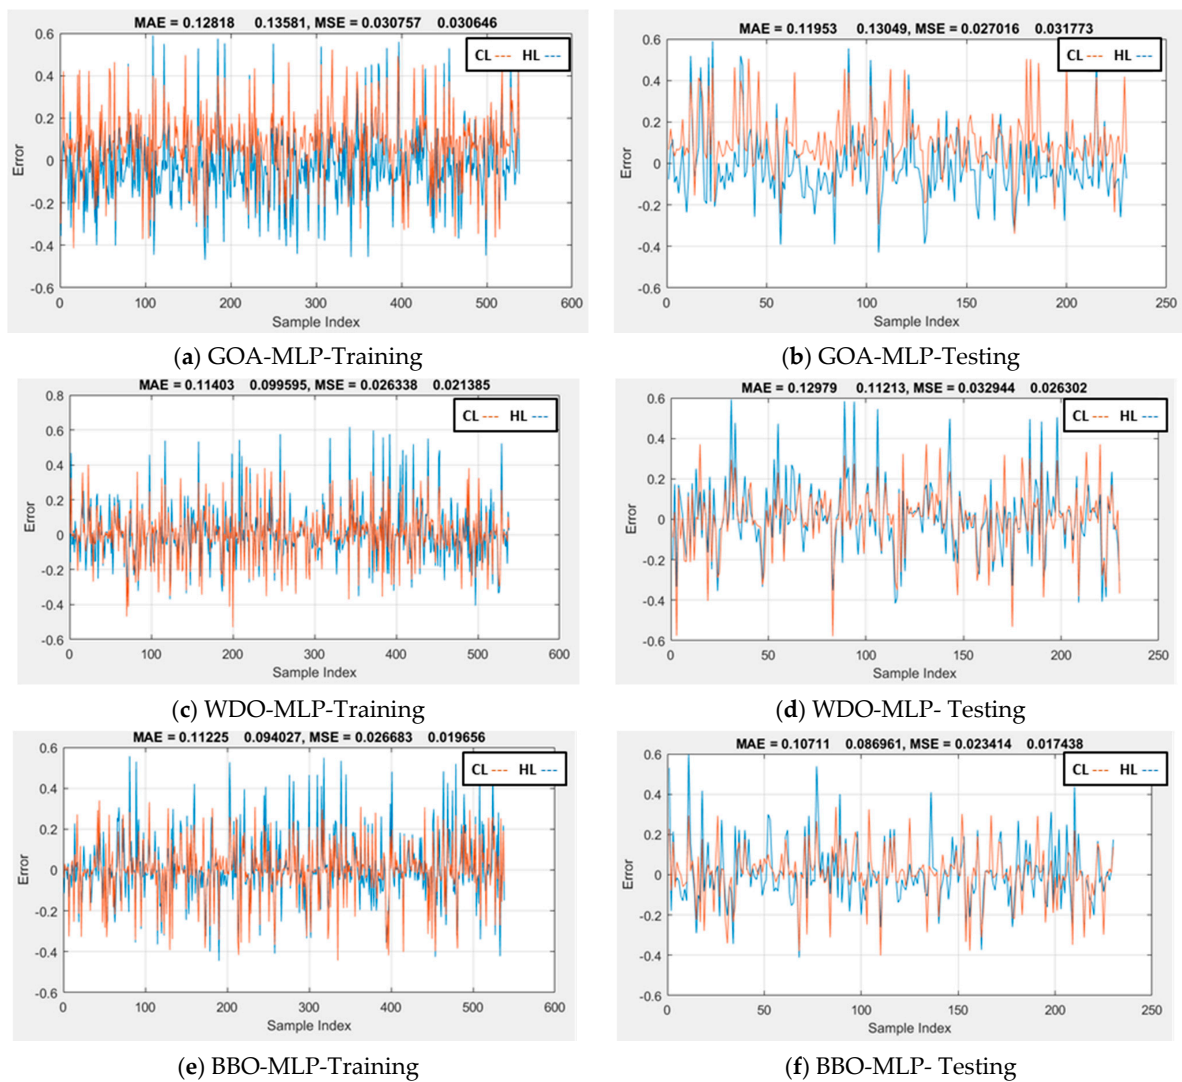 MAE = 0.12818 0.13581, MSE = 0.030757 0.030646
CL --- HL ---
0.6
0.4
0.2
0
-0.2
-0.4
-0.6
Error
0 100 200 300 400 500 600
Sample Index
(a) GOA-MLP-Training
MAE = 0.11953 0.13049, MSE = 0.027016 0.031773
CL --- HL ---
0.6
0.4
0.2
0
-0.2
-0.4
-0.6
Error
0 50 100 150 200 250
Sample Index
(b) GOA-MLP-Testing
MAE = 0.11403 0.099595, MSE = 0.026338 0.021385
CL --- HL ---
0.8
0.6
0.4
0.2
0
-0.2
-0.4
-0.6
Error
0 100 200 300 400 500 600
Sample Index
(c) WDO-MLP-Training
MAE = 0.12979 0.11213, MSE = 0.032944 0.026302
CL --- HL ---
0.6
0.4
0.2
0
-0.2
-0.4
-0.6
Error
0 50 100 150 200 250
Sample Index
(d) WDO-MLP- Testing
MAE = 0.11225 0.094027, MSE = 0.026683 0.019656
CL --- HL ---
0.6
0.4
0.2
0
-0.2
-0.4
-0.6
Error
0 100 200 300 400 500 600
Sample Index
(e) BBO-MLP-Training
MAE = 0.10711 0.086961, MSE = 0.023414 0.017438
CL --- HL ---
0.6
0.4
0.2
0
-0.2
-0.4
-0.6
Error
0 50 100 150 200 250
Sample Index
(f) BBO-MLP- Testing